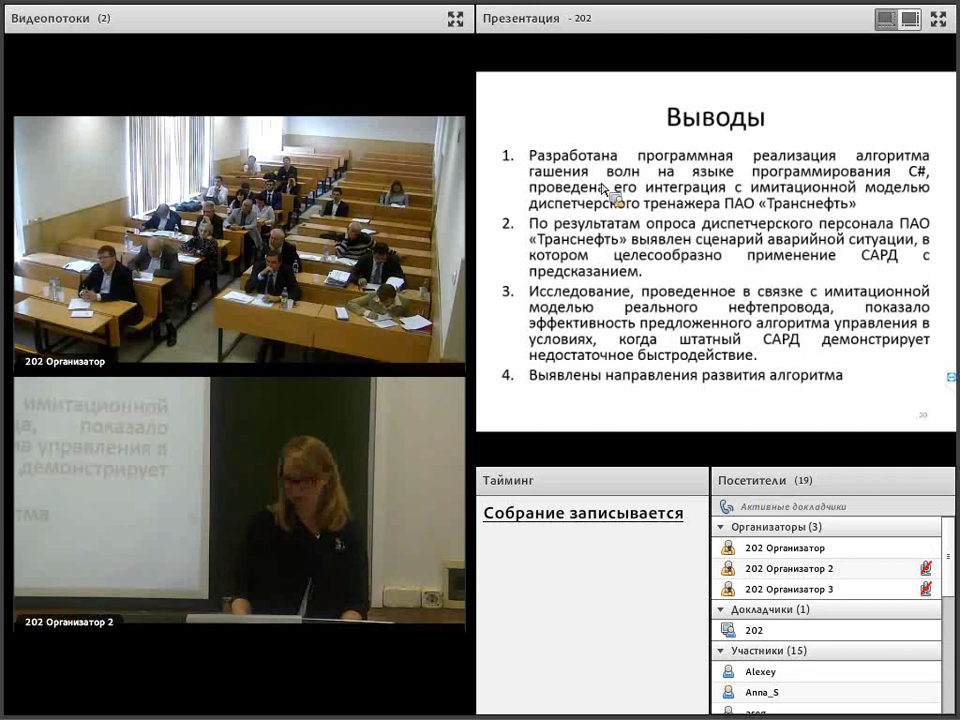 Видеопотоки (2)
202 Организатор
имитационной
показало
управления в
демонстрирует
202 Организатор 2
Презентация - 202
Выводы
1. Разработана программная реализация алгоритма
гашения волн на языке программирования C#,
проведена его интеграция с имитационной моделью
диспетчерского тренажера ПАО «Транснефть»
2. По результатам опроса диспетчерского персонала ПАО
«Транснефть» выявлен сценарий аварийной ситуации, в
котором целесообразно применение САРД с
предсказанием.
3. Исследование, проведенное в связке с имитационной
моделью реального нефтепровода, показало
эффективность предложенного алгоритма управления в
условиях, когда штатный САРД демонстрирует
недостаточное быстродействие.
4. Выявлены направления развития алгоритма
20
Тайминг
Собрание записывается
Посетители (19)
Активные докладчики
Организаторы (3)
202 Организатор
202 Организатор 2
202 Организатор 3
Докладчики (1)
202
Участники (15)
Alexey
Anna_S